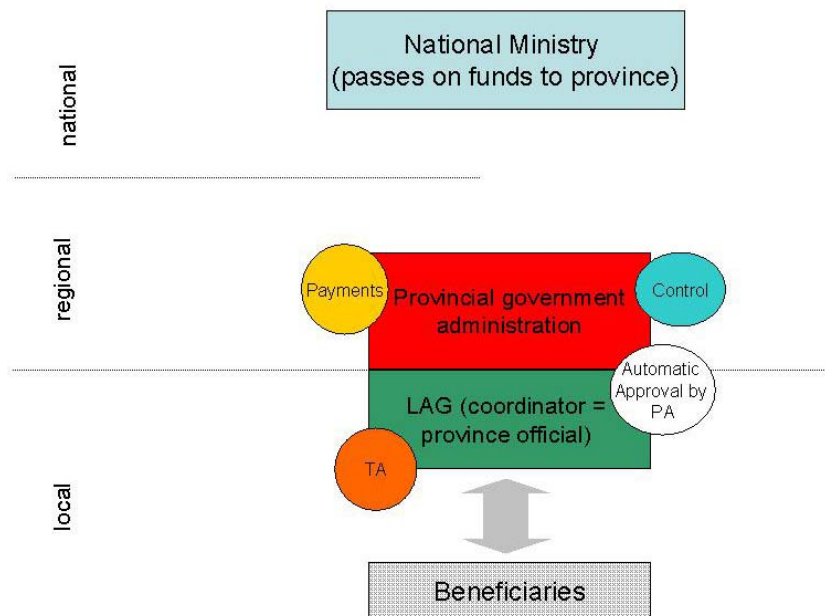 national
National Ministry
(passes on funds to province)
regional
Payments
Provincial government
administration
Control
Automatic
Approval by
PA
LAG (coordinator =
province official)
TA
local
Beneficiaries